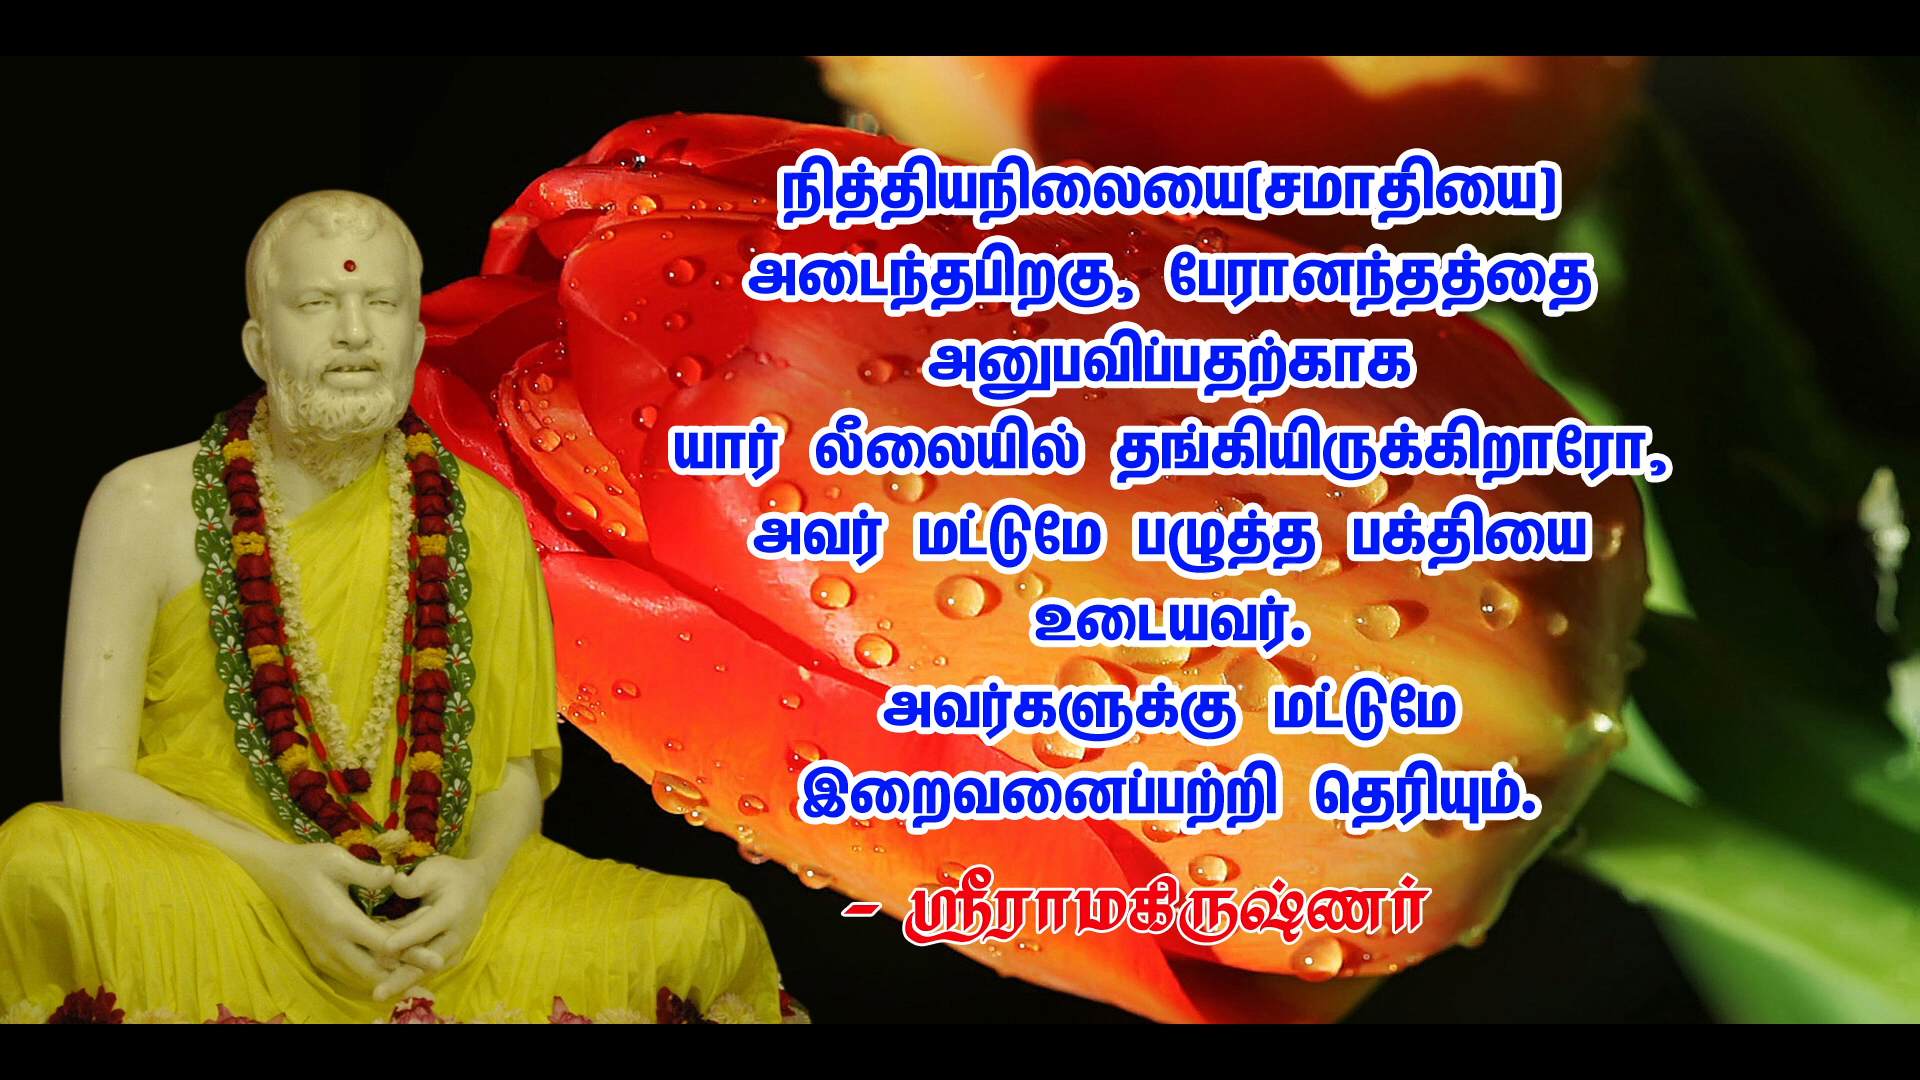 நித்தியநிலையை(சமாதியை)
அடைந்தபிறகு, பேரானந்தத்தை
அனுபவிப்பதற்காக
யார் லீலையில் தங்கியிருக்கிறாரோ,
அவர் மட்டுமே பழுத்த பக்தியை
உடையவர்.
அவர்களுக்கு மட்டுமே
இறைவனைப்பற்றி தெரியும்.
- ஸ்ரீராமகிருஷ்ணர்